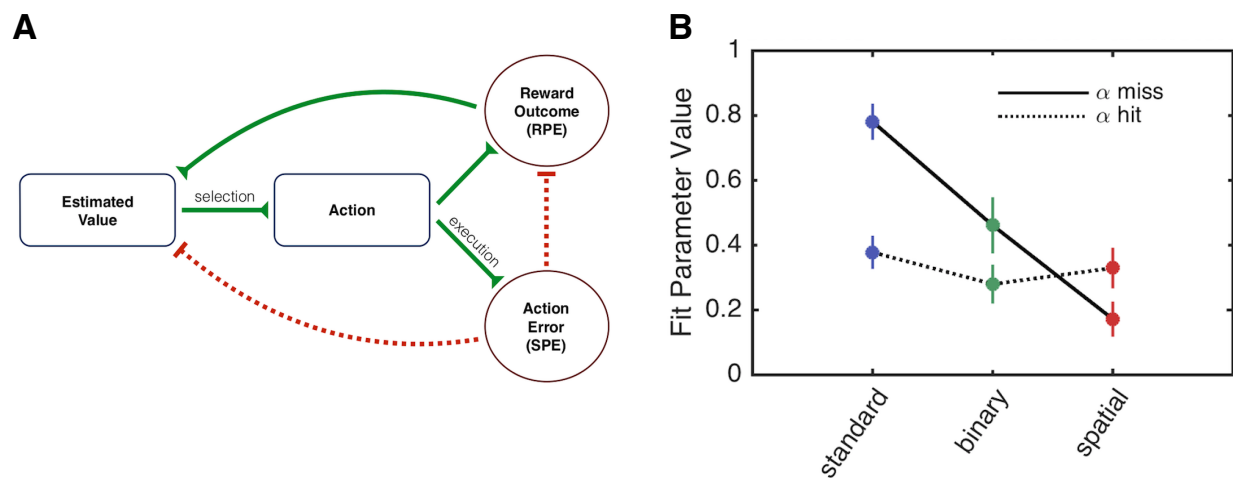 A
Reward
Outcome
(RPE)
Estimated
Value
selection
Action
execution
Action
Error
(SPE)
B
Fit Parameter Value
1
0.8
0.6
0.4
0.2
0
α miss
α hit
standard
binary
spatial